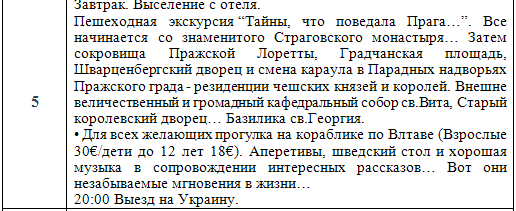 Завтрак. Выселение с отеля.
Пешеходная экскурсия “Тайны, что поведала Прага…”. Все
начинается со знаменитого Страговского монастыря… Затем
сокровища Пражской Лоретты, Градчанская площадь,
Шварценбергский дворец и смена караула в Парадных надворьях
Пражского града - резиденции чешских князей и королей. Внешне
величественный и громадный кафедральный собор св.Вита, Старый
5
королевский дворец… Базилика св.Георгия.
• Для всех желающих прогулка на кораблике по Влтаве (Взрослые
30€/дети до 12 лет 18€). Аперетивы, шведский стол и хорошая
музыка в сопровождении интересных рассказов… Вот они
незабываемые мгновения в жизни…
20:00 Выезд на Украину.